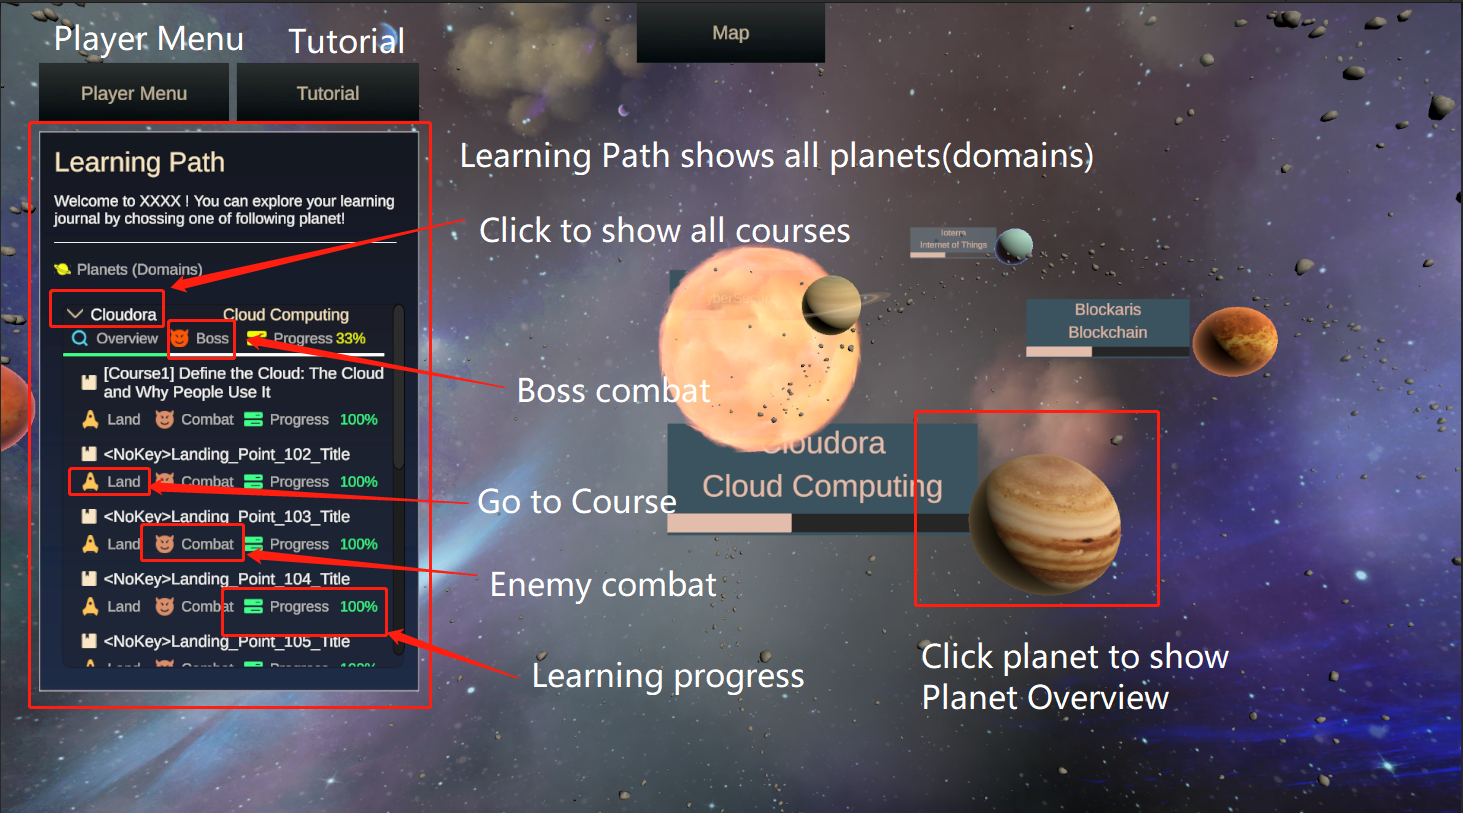 Player Menu
Tutorial
Map
Player Menu
Tutorial
Learning Path
Welcome to XXXX ! You can explore your learning
journal by chossing one of following planet!
Planets (Domains)
Cloudora
Cloud Computing
Overview
Boss
Progress 33%
[Course1] Define the Cloud: The Cloud
and Why People Use It
Land
Combat
Progress
100%
<NoKey>Landing_Point_102_Title
Land
Combat
Progress
100%
<NoKey>Landing_Point_103_Title
Land
Combat
Progress
100%
<NoKey>Landing_Point_104_Title
Land
Combat
Progress
100%
<NoKey>Landing_Point_105_Title
Land
Combat
Progress
100%
Learning Path shows all planets(domains)
Click to show all courses
Boss combat
Go to Course
Enemy combat
Learning progress
Ioterra
Internet of Things
Blockaris
Blockchain
Cloudora
Cloud Computing
Click planet to show
Planet Overview